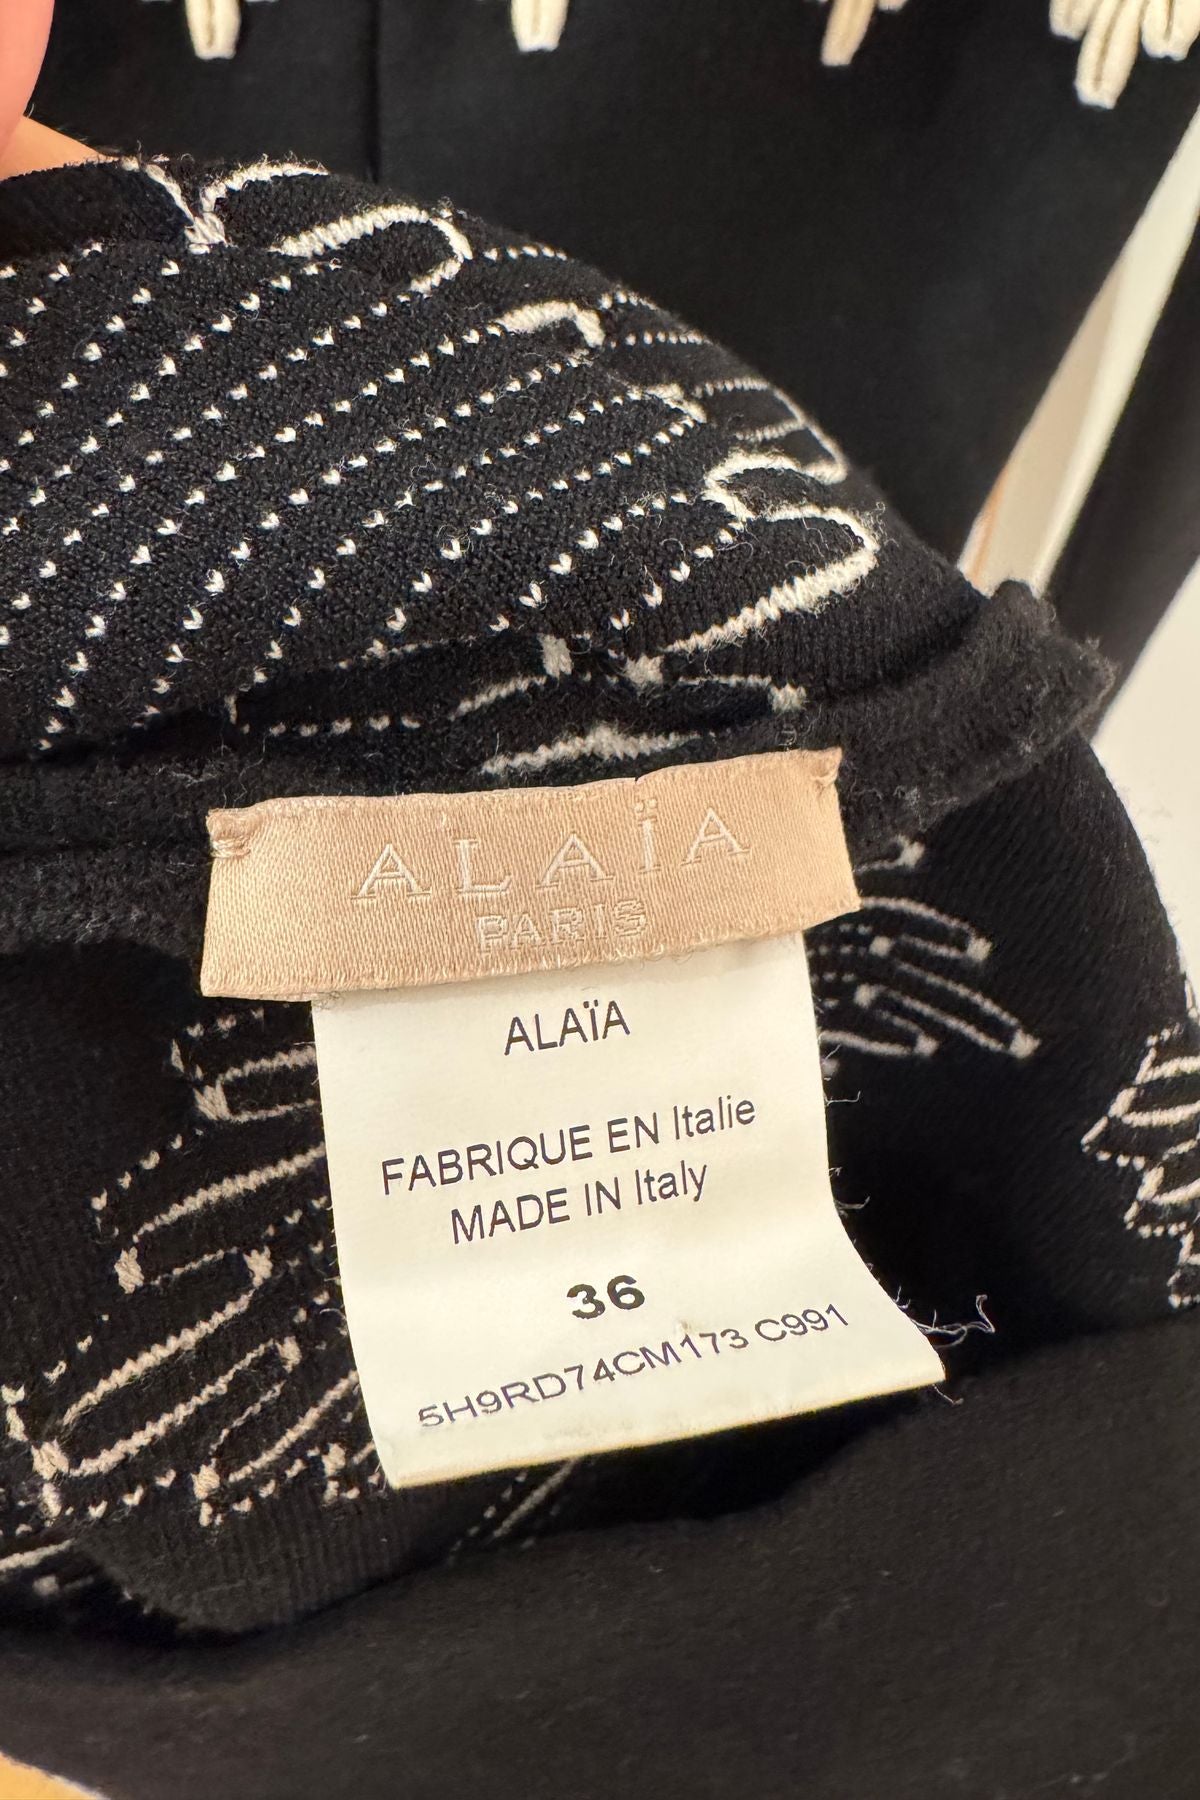 ALAÏA
PARIS
ALAÏA
FABRIQUE EN Italie
MADE IN Italy
36
5H9RD74CM173 C991